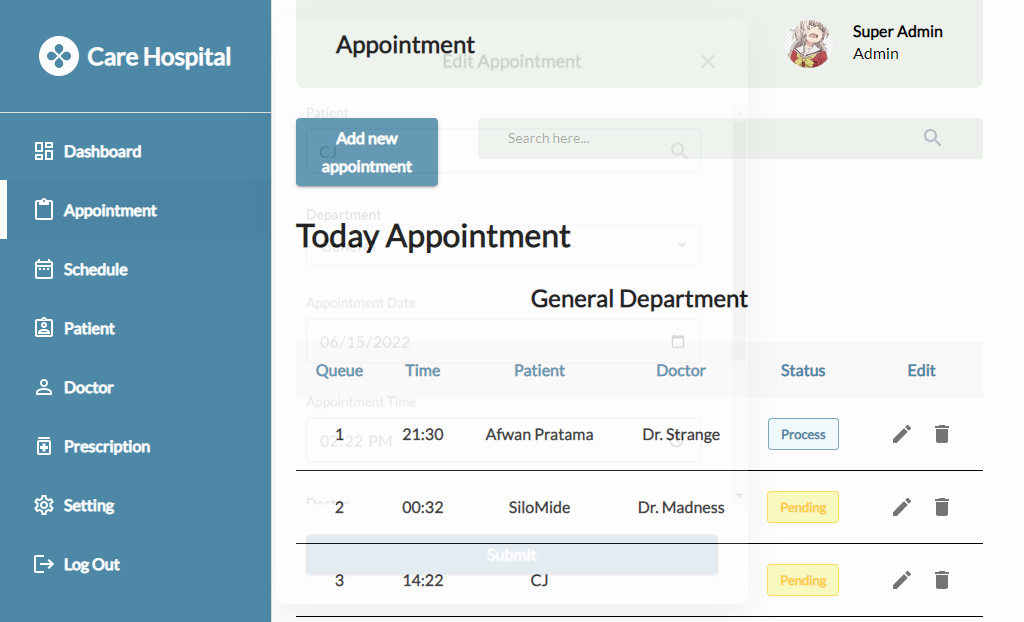 Care Hospital
Dashboard
Appointment
Schedule
Patient
Doctor
Prescription
Setting
Log Out
Appointment
Super Admin
Admin
Edit Appointment
Patient
CJ
Add new
appointment
Search here...
Department
Today Appointment
Appointment Date
General Department
06/15/2022
Queue Time Patient Doctor Status Edit
Appointment Time
02:22 PM
1 21:30 Afwan Pratama Dr. Strange Process
Doctor
2 00:32 SiloMide Dr. Madness Pending
Submit
3 14:22 CJ Pending